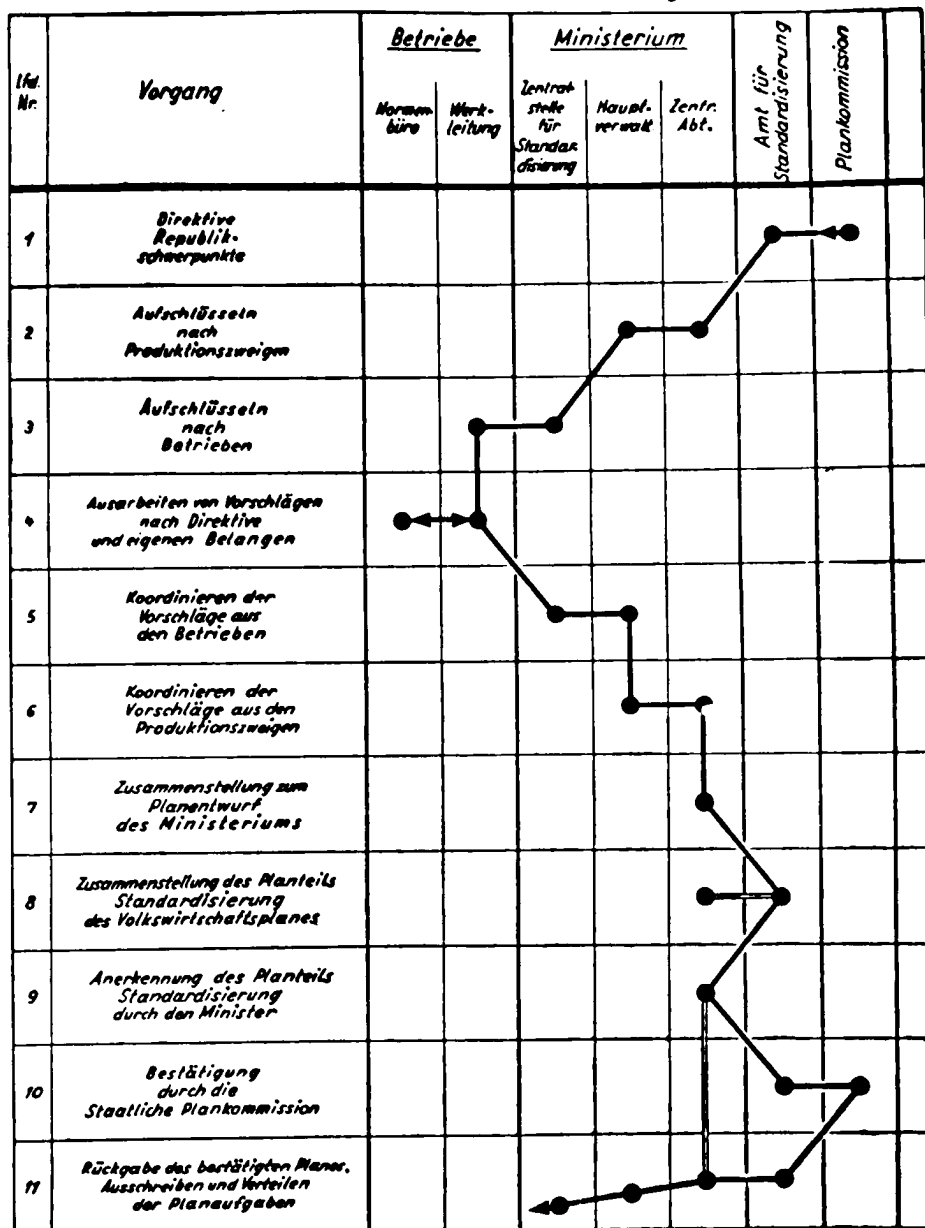 Lfd.
Nr.
Vorgang
Betriebe
Ministerium
Normen-
büro
Werk-
leitung
Zentral-
stelle
für
Standar-
disierung
Haupt-
verwalt
Zentr.
Abt.
Amt für
Standardisierung
Plankommission
1
Direktive
Republik-
schwerpunkte
2
Aufschlüsseln
nach
Produktionszweigen
3
Aufschlüsseln
nach
Betrieben
4
Ausarbeiten von Vorschlägen
nach Direktive
und eigenen Belangen
5
Koordinieren der
Vorschläge aus
den Betrieben
6
Koordinieren der
Vorschläge aus den
Produktionszweigen
7
Zusammenstellung zum
Planentwurf
des Ministeriums
8
Zusammenstellung des Planteils
Standardisierung
des Volkswirtschaftsplanes
9
Anerkennung des Planteils
Standardisierung
durch den Minister
10
Bestätigung
durch die
Staatliche Plankommission
11
Rückgabe des bestätigten Planes,
Ausschreiben und Verteilen
der Planaufgaben